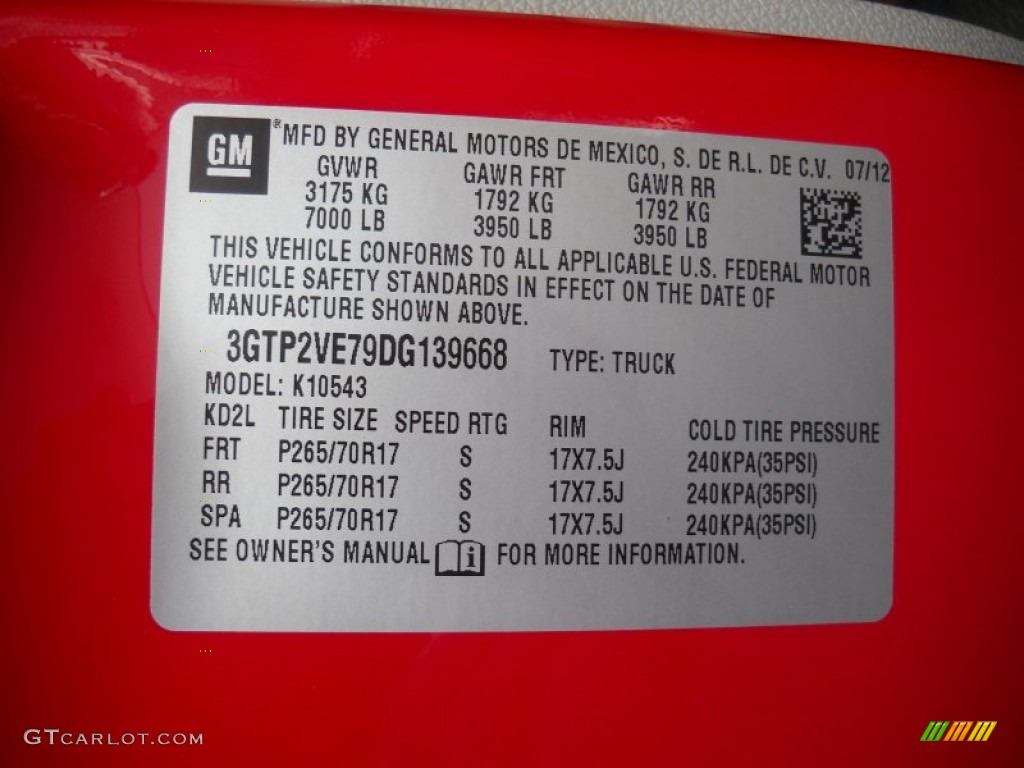 GM ® MFD BY GENERAL MOTORS DE MEXICO, S. DE R.L. DE C.V. 07/12
GVWR GAWR FRT GAWR RR
3175 KG 1792 KG 1792 KG
7000 LB 3950 LB 3950 LB
THIS VEHICLE CONFORMS TO ALL APPLICABLE U.S. FEDERAL MOTOR
VEHICLE SAFETY STANDARDS IN EFFECT ON THE DATE OF
MANUFACTURE SHOWN ABOVE.
3GTP2VE79DG139668 TYPE: TRUCK
MODEL: K10543
KD2L TIRE SIZE SPEED RTG RIM COLD TIRE PRESSURE
FRT P265/70R17 S 17X7.5J 240KPA(35PSI)
RR P265/70R17 S 17X7.5J 240KPA(35PSI)
SPA P265/70R17 S 17X7.5J 240KPA(35PSI)
SEE OWNER'S MANUAL i FOR MORE INFORMATION.
GTCARLOT.COM